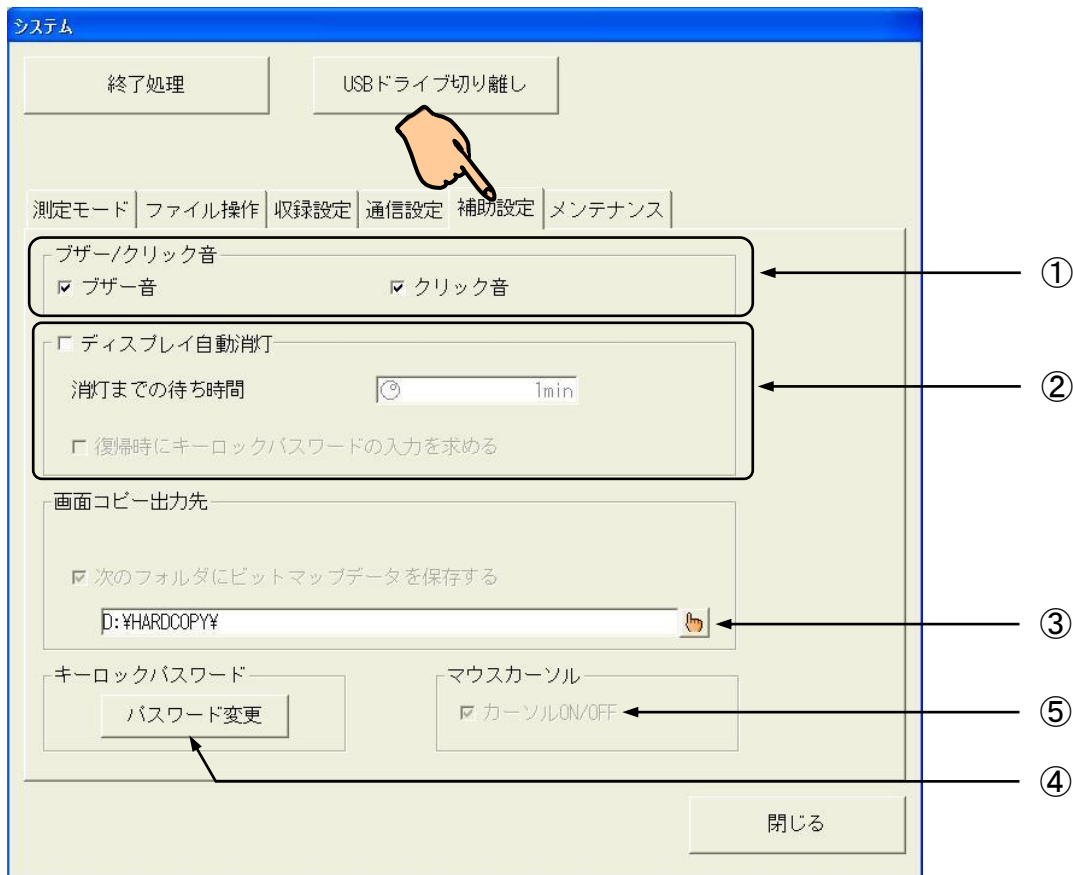 システム
終了処理 USBドライブ切り離し
測定モード ファイル操作 収録設定 通信設定 補助設定 メンテナンス
ブザー/クリック音
ブザー音 クリック音
①
ディスプレイ自動消灯
消灯までの待ち時間 1min
②
復帰時にキーロックパスワードの入力を求める
画面コピー出力先
次のフォルダにビットマップデータを保存する
D:¥HARDCOPY¥
③
キーロックパスワード マウスカーソル
パスワード変更 カーソルON/OFF
⑤
④
閉じる